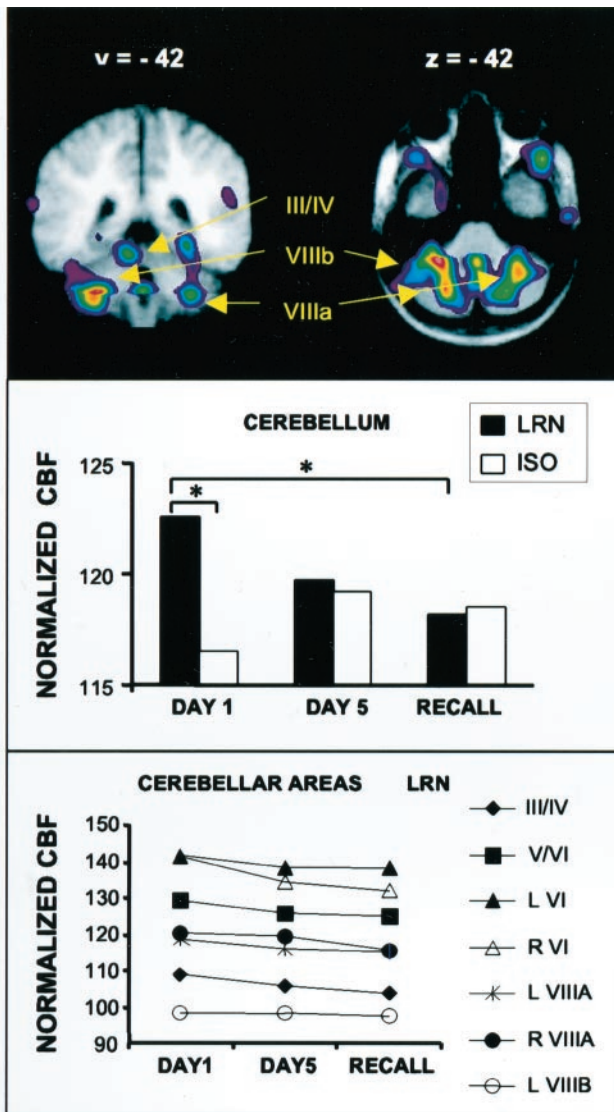 v = - 42
z = - 42
III/IV
VIIIb
VIIIa
CEREBELLUM
LRN
ISO
NORMALIZED CBF
125
120
115
*
*
DAY 1
DAY 5
RECALL
CEREBELLAR AREAS LRN
NORMALIZED CBF
150
140
130
120
110
100
90
DAY1
DAY5
RECALL
III/IV
V/VI
L VI
R VI
L VIIIA
R VIIIA
L VIIIB